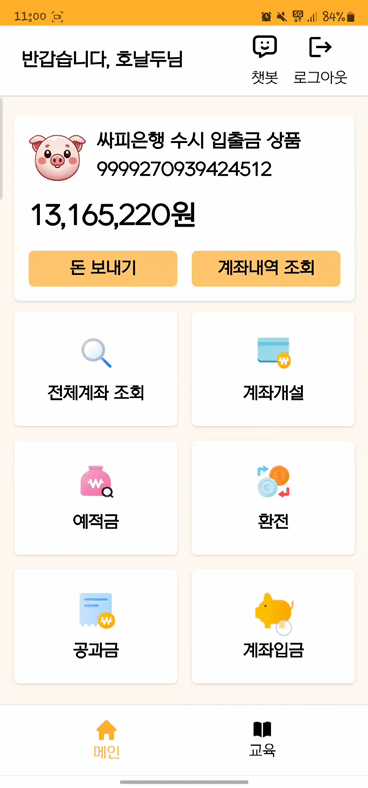 11:00
84%
반갑습니다, 호날두님
챗봇
로그아웃
싸피은행 수시 입출금 상품
9999270939424512
13,165,220원
돈 보내기
계좌내역 조회
전체계좌 조회
계좌개설
예적금
환전
공과금
계좌입금
메인
교육